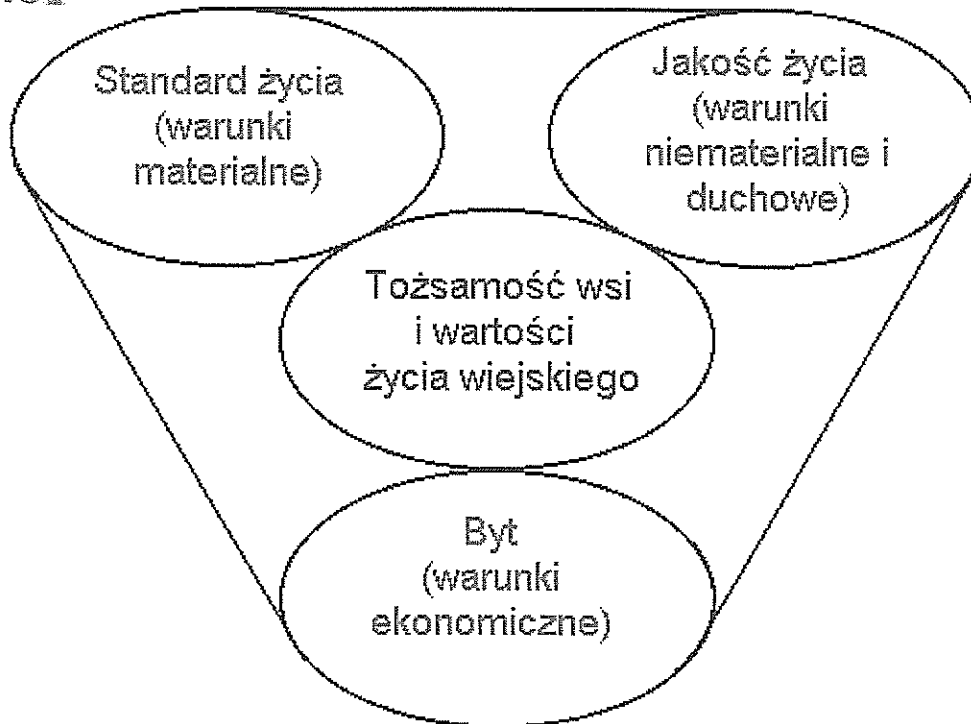 Standard życia
(warunki
materialne)
Jakość życia
(warunki
niematerialne i
duchowe)
Tożsamość wsi
i wartości
życia wiejskiego
Byt
(warunki
ekonomiczne)